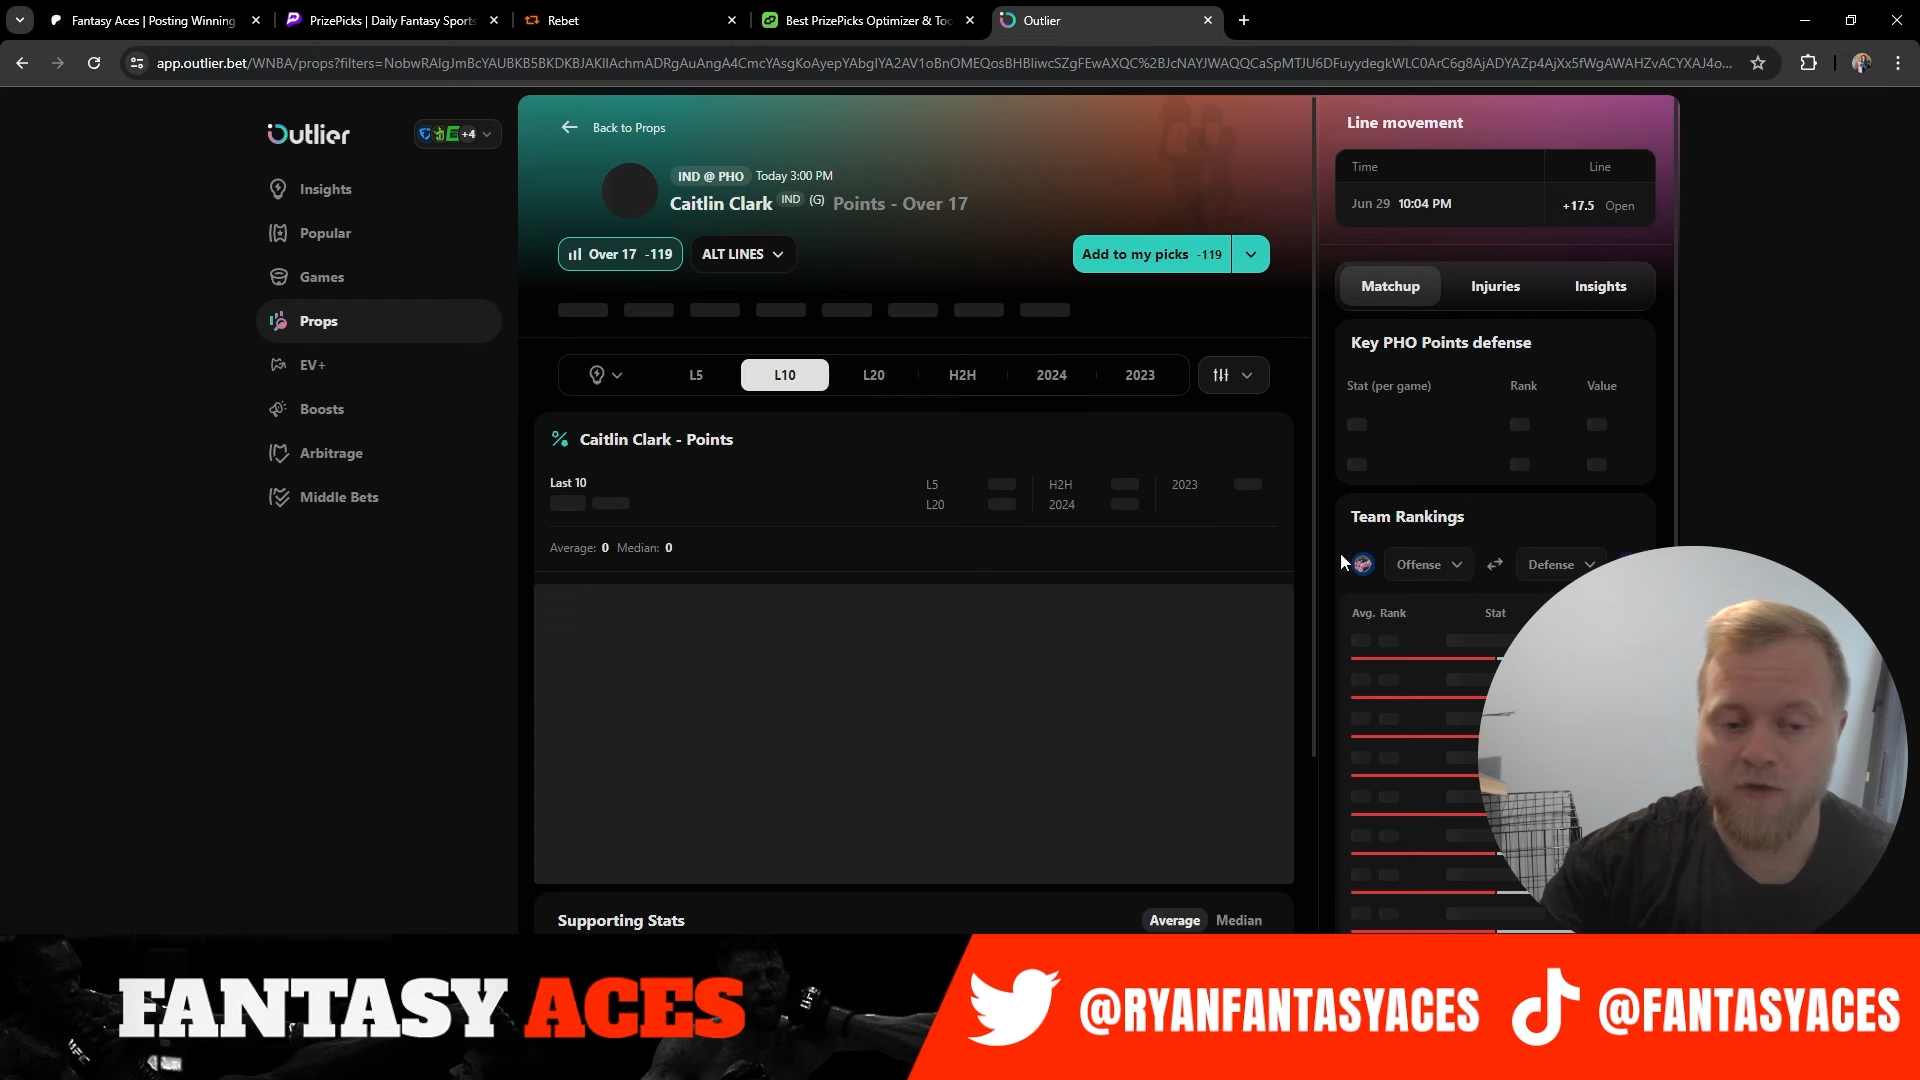 Fantasy Aces | Posting Winning
PrizePicks | Daily Fantasy Sports
Rebet
Best PrizePicks Optimizer & Too
Outlier
app.outlier.bet/WNBA/props?filters=
Outlier
+4
Insights
Popular
Games
Props
EV+
Boosts
Arbitrage
Middle Bets
Back to Props
IND @ PHO Today 3:00 PM
Caitlin Clark IND (G) Points - Over 17
Over 17 -119
ALT LINES
Add to my picks -119
L5
L10
L20
H2H
2024
2023
Caitlin Clark - Points
Last 10
L5
H2H
2023
L20
2024
Average: 0 Median: 0
Supporting Stats
Average
Median
Line movement
Time
Line
Jun 29 10:04 PM
+17.5 Open
Matchup
Injuries
Insights
Key PHO Points defense
Stat (per game)
Rank
Value
Team Rankings
Offense
Defense
Avg. Rank
Stat
FANTASY ACES
@RYANFANTASYACES
@FANTASYACES